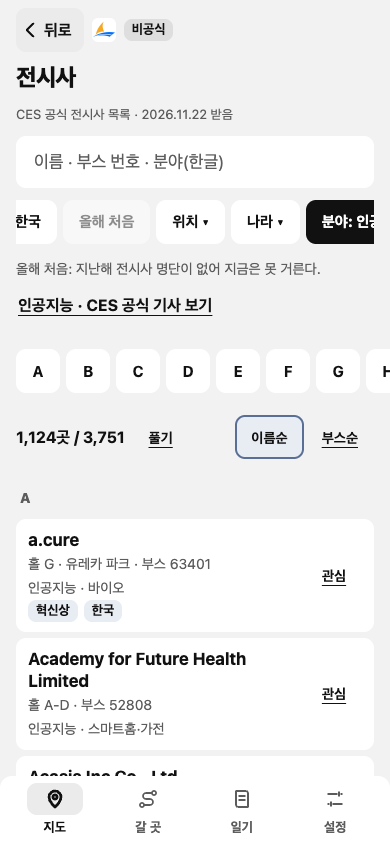 뒤로
비공식
전시사
CES 공식 전시사 목록 · 2026.11.22 받음
이름 · 부스 번호 · 분야(한글)
한국
올해 처음
위치 ▾
나라 ▾
분야: 인공
올해 처음: 지난해 전시사 명단이 없어 지금은 못 거른다.
인공지능 · CES 공식 기사 보기
A B C D E F G H
1,124곳 / 3,751 풀기 이름순 부스순
A
a.cure
홀 G · 유레카 파크 · 부스 63401
인공지능 · 바이오
혁신상 한국
관심
Academy for Future Health
Limited
홀 A-D · 부스 52808
인공지능 · 스마트홈·가전
관심
지도 갈 곳 일기 설정